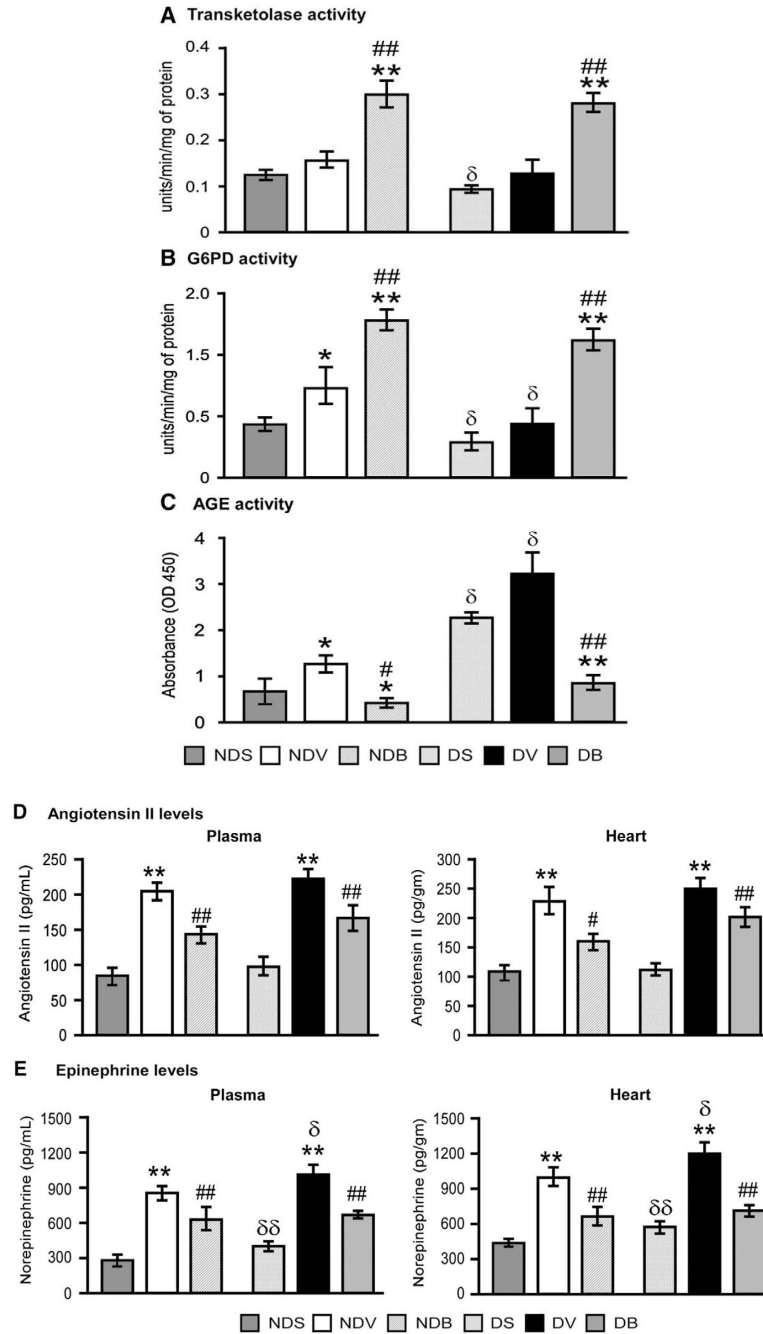 A Transketolase activity
units/min/mg of protein
0.4
0.3
0.2
0.1
0
##
**
δ
##
**
B G6PD activity
units/min/mg of protein
2.0
1.5
0.5
0
*
##
**
δ
δ
##
**
C AGE activity
Absorbance (OD 450)
4
3
2
1
0
*
#
*
δ
δ
##
**
NDS NDV NDB DS DV DB
D Angiotensin II levels
Plasma
Angiotensin II (pg/mL)
250
200
150
100
50
0
**
##
**
##
Heart
Angiotensin II (pg/gm)
300
250
200
150
100
50
0
**
#
**
##
E Epinephrine levels
Plasma
Norepinephrine (pg/mL)
1500
1200
900
600
300
0
**
##
δδ
δ
**
##
Heart
Norepinephrine (pg/gm)
1500
1200
900
600
300
0
**
##
δδ
δ
**
##
NDS NDV NDB DS DV DB